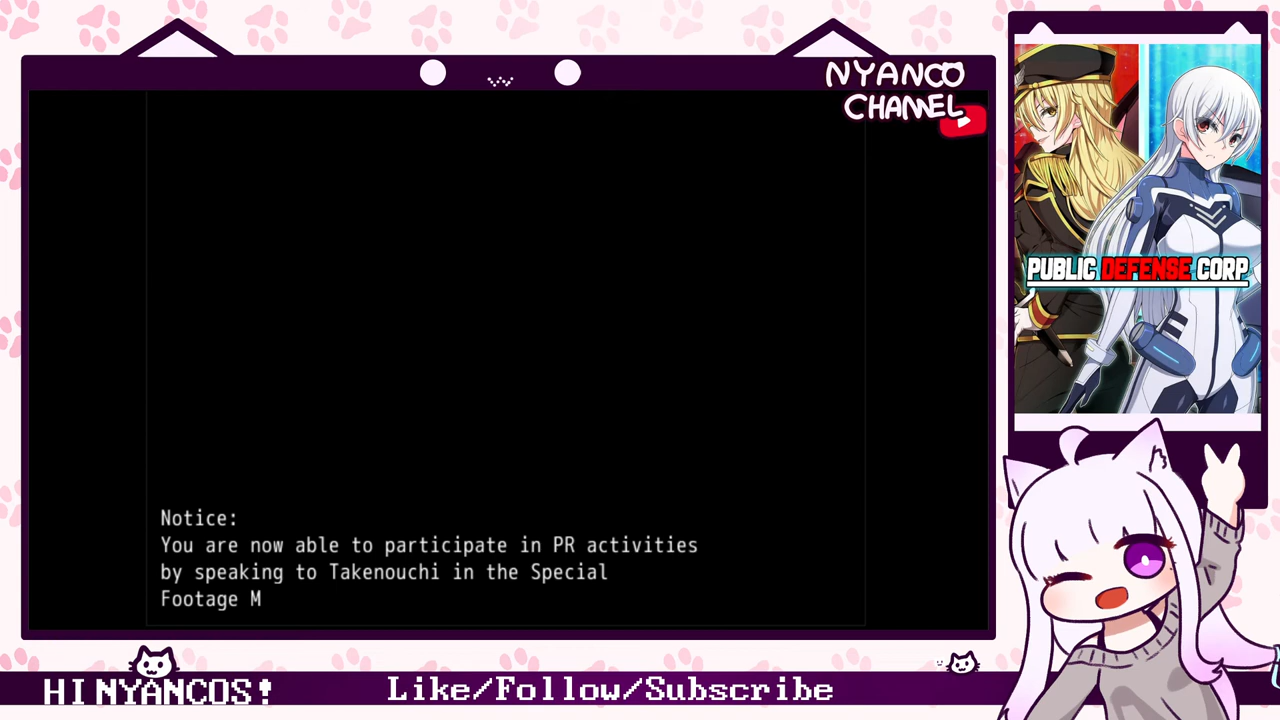 NYANCO
CHANNEL
PUBLIC DEFENSE CORP
Notice:
You are now able to participate in PR activities
by speaking to Takenouchi in the Special
Footage M
HI NYANCOS!
Like/Follow/Subscribe